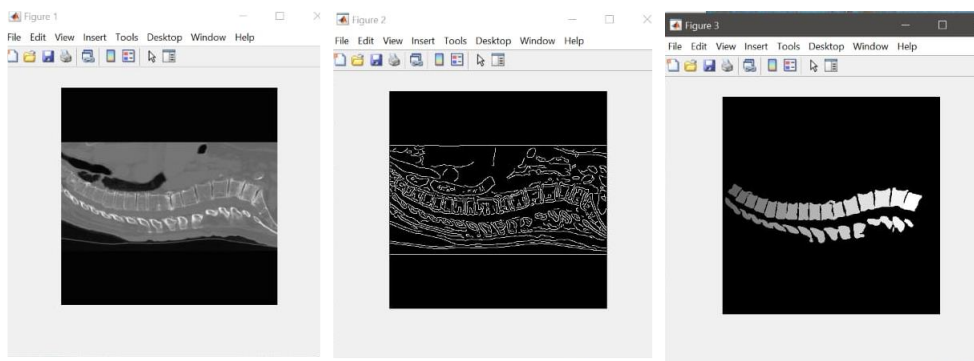 Figure 1
File Edit View Insert Tools Desktop Window Help
Figure 2
File Edit View Insert Tools Desktop Window Help
Figure 3
File Edit View Insert Tools Desktop Window Help